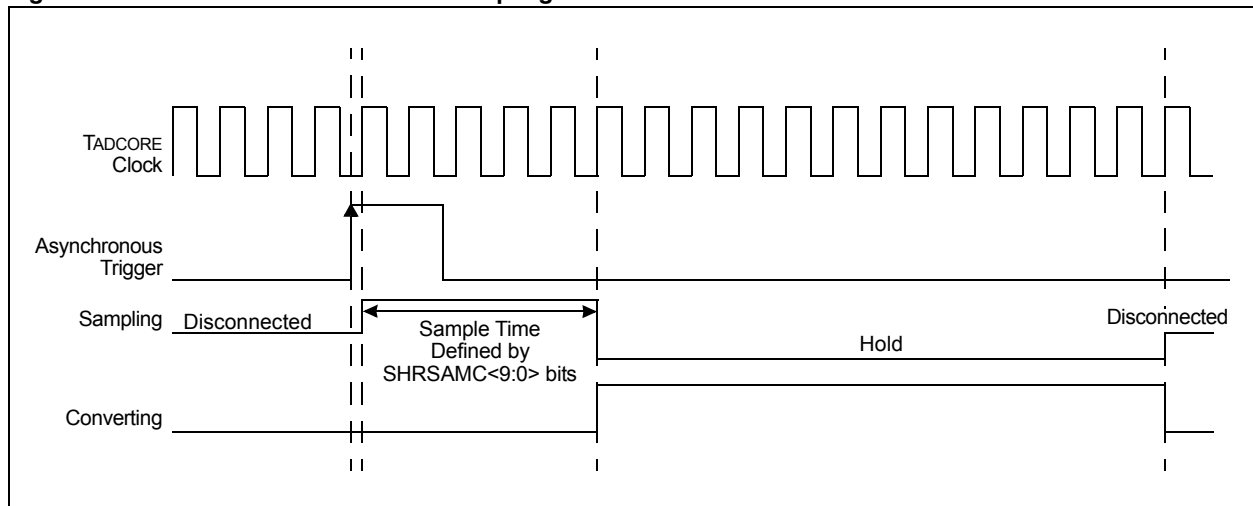 TADCORE
Clock
Asynchronous
Trigger
Sampling
Disconnected
Sample Time
Defined by
SHRSAMC<9:0> bits
Hold
Disconnected
Converting